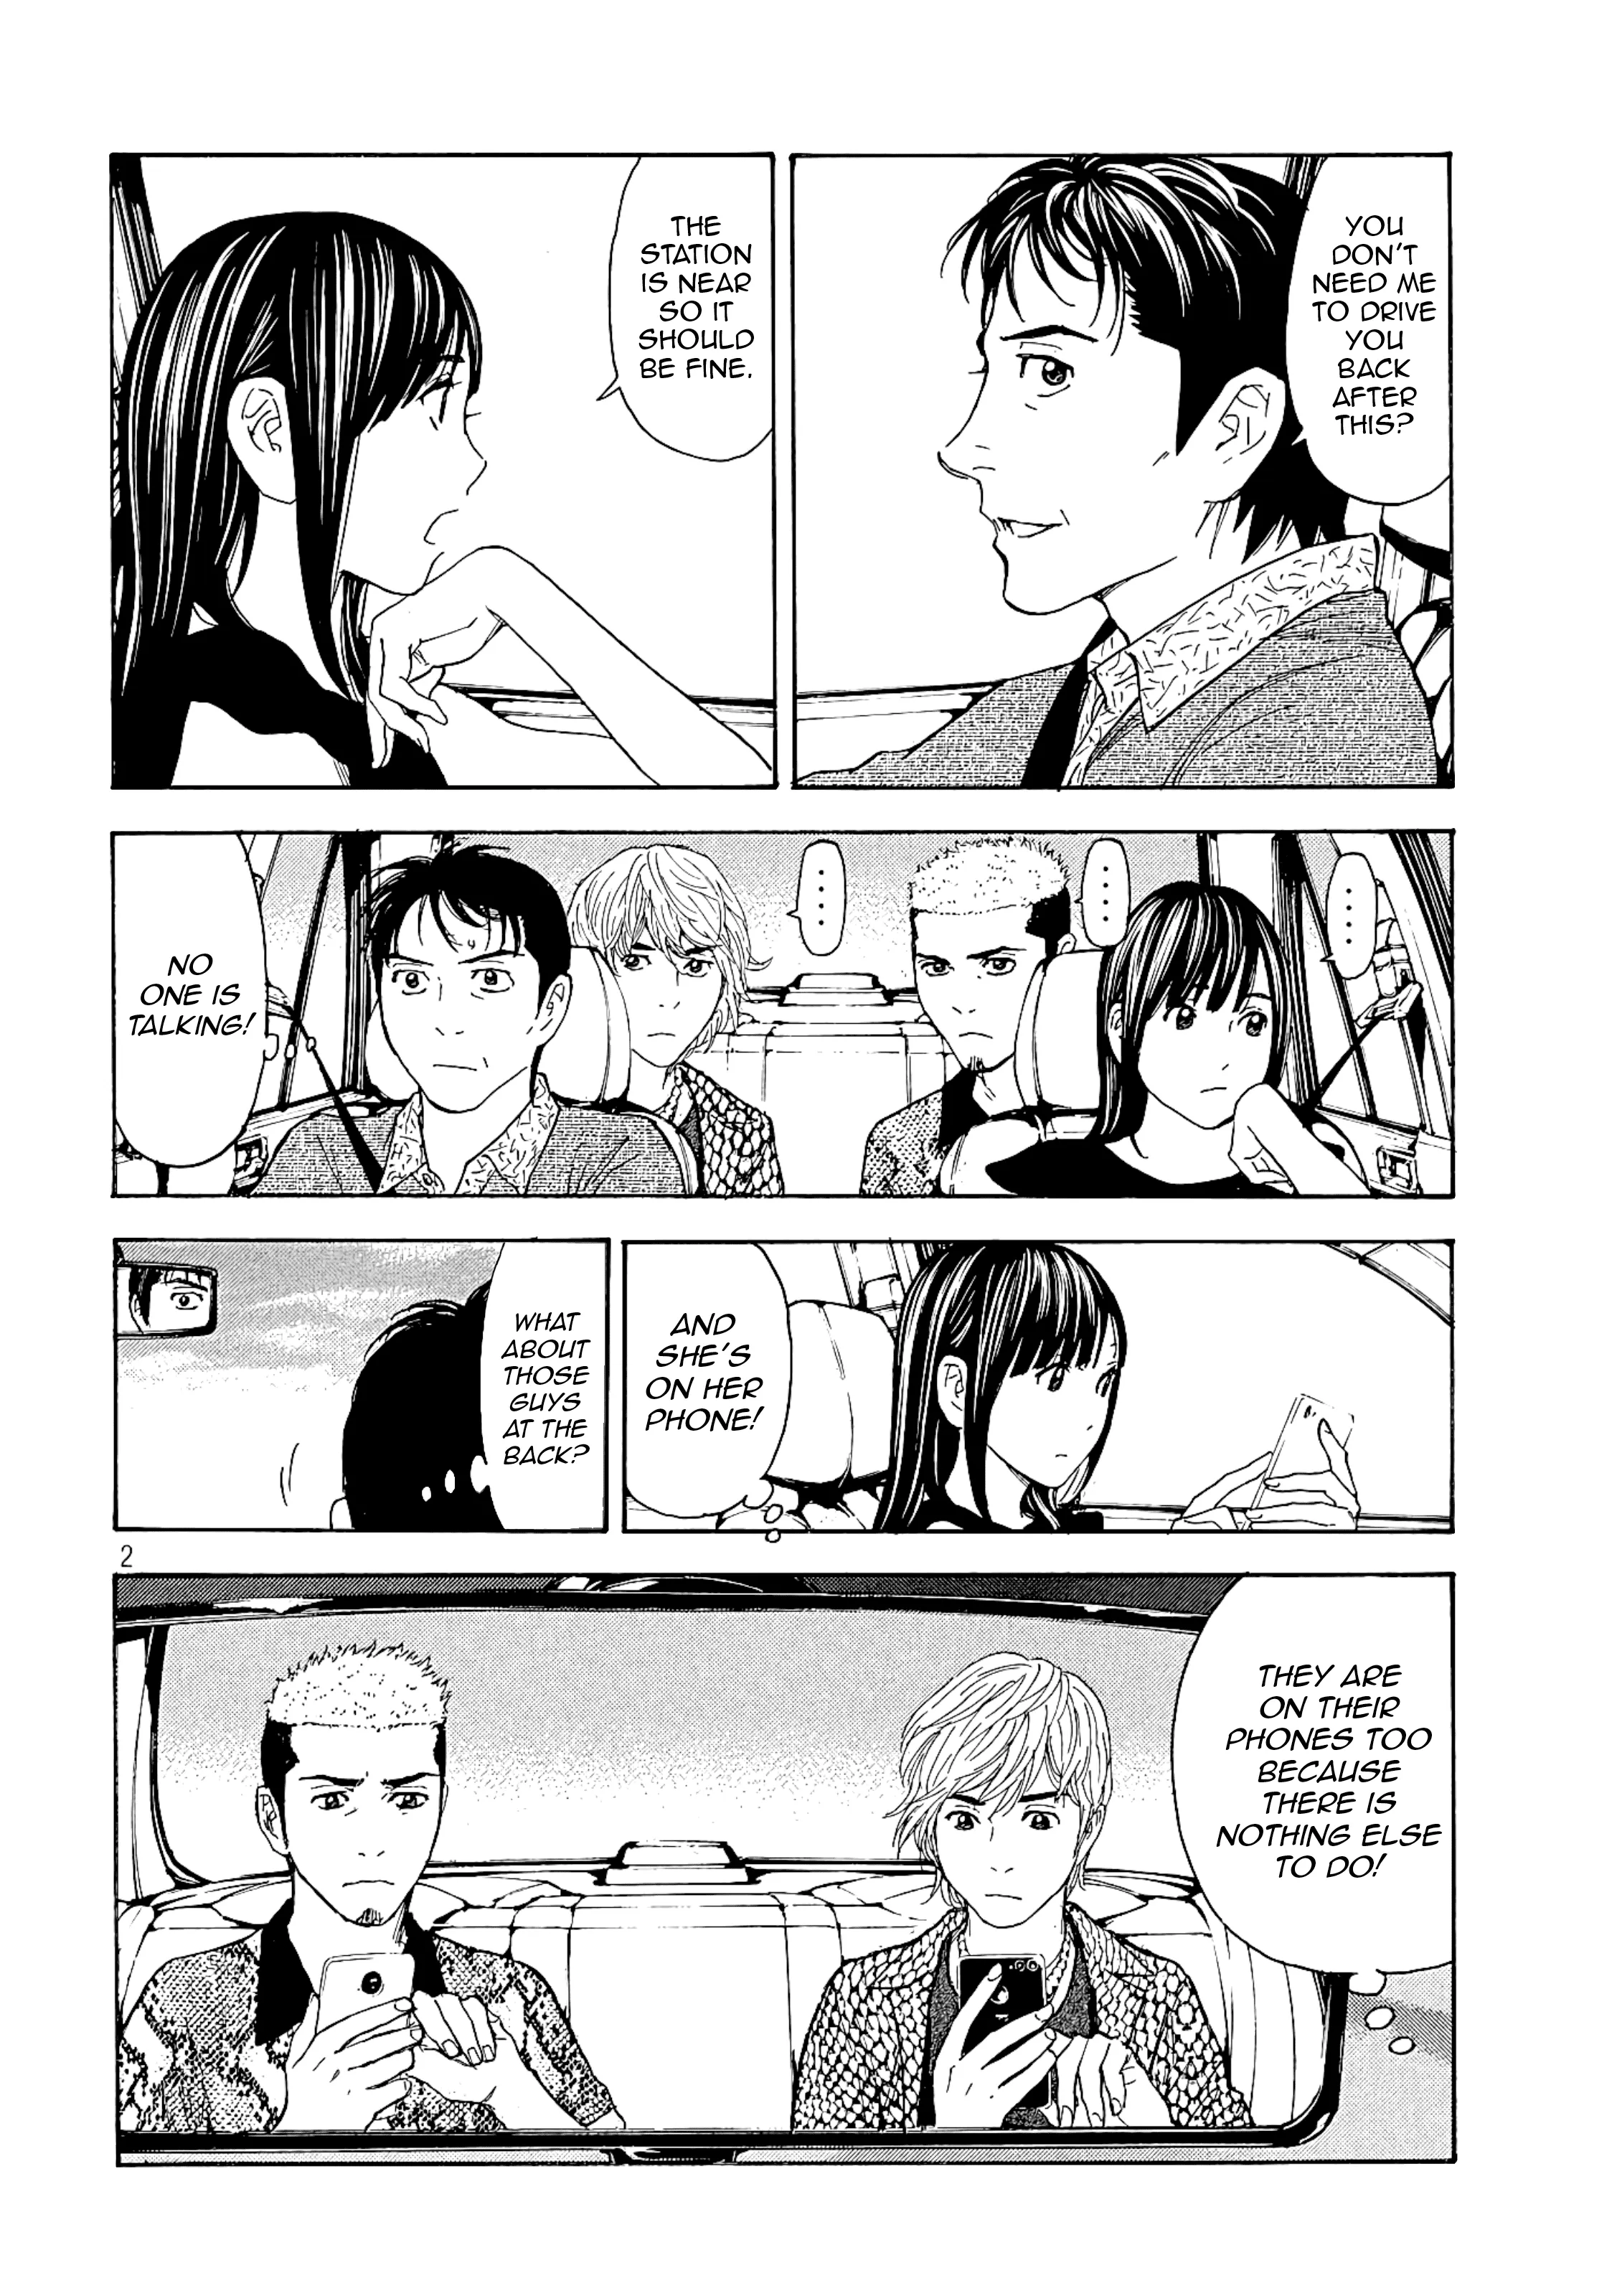 YOU
DON'T
NEED ME
TO DRIVE
YOU
BACK
AFTER
THIS?
THE
STATION
IS NEAR
SO IT
SHOULD
BE FINE.
....
....
....
NO
ONE IS
TALKING!
AND
SHE'S
ON HER
PHONE!
WHAT
ABOUT
THOSE
GUYS
AT THE
BACK?
2
THEY ARE
ON THEIR
PHONES TOO
BECAUSE
THERE IS
NOTHING ELSE
TO DO!